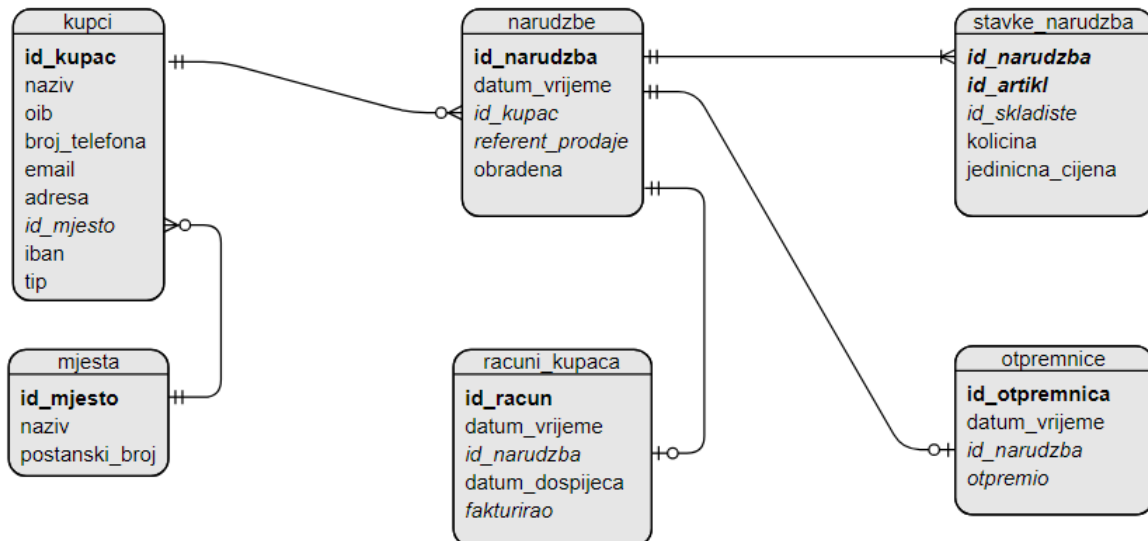 kupci
id_kupac
naziv
oib
broj_telefona
email
adresa
id_mjesto
iban
tip
narudzbe
id_narudzba
datum_vrijeme
id_kupac
referent_prodaje
obradena
stavke_narudzba
id_narudzba
id_artikl
id_skladiste
kolicina
jedinicna_cijena
mjesta
id_mjesto
naziv
postanski_broj
racuni_kupaca
id_racun
datum_vrijeme
id_narudzba
datum_dospijeca
fakturirao
otpremnice
id_otpremnica
datum_vrijeme
id_narudzba
otpremio